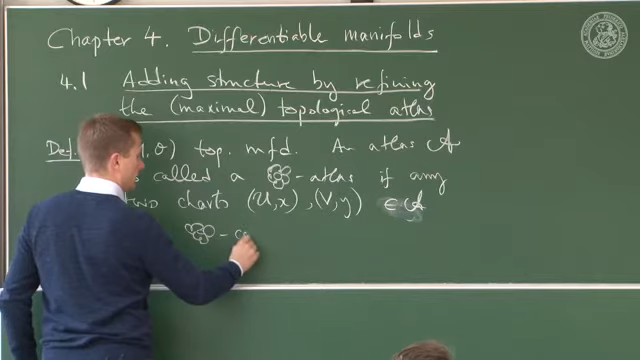 Chapter 4. Differentiable manifolds
4.1 Adding structure by refining
the (maximal) topological atlas
Def. , O) top. mfd. An atlas A
called a -atlas if any
two charts (U,x), (V,y) ∈ A
- co